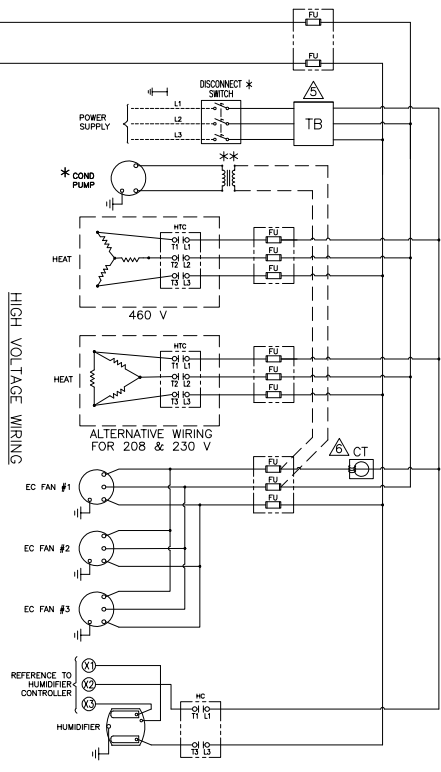 FU
FU
DISCONNECT *
SWITCH
5
L1
L2
L3
POWER
SUPPLY
TB
**
* COND
PUMP
HTC
T1 L1
T2 L2
T3 L3
FU
FU
FU
HEAT
460 V
HTC
T1 L1
T2 L2
T3 L3
FU
FU
FU
HEAT
ALTERNATIVE WIRING
FOR 208 & 230 V
HIGH VOLTAGE WIRING
6
CT
FU
FU
FU
EC FAN #1
EC FAN #2
EC FAN #3
X1
X2
X3
REFERENCE TO
HUMIDIFIER
CONTROLLER
HC
T1 L1
T3 L3
HUMIDIFIER